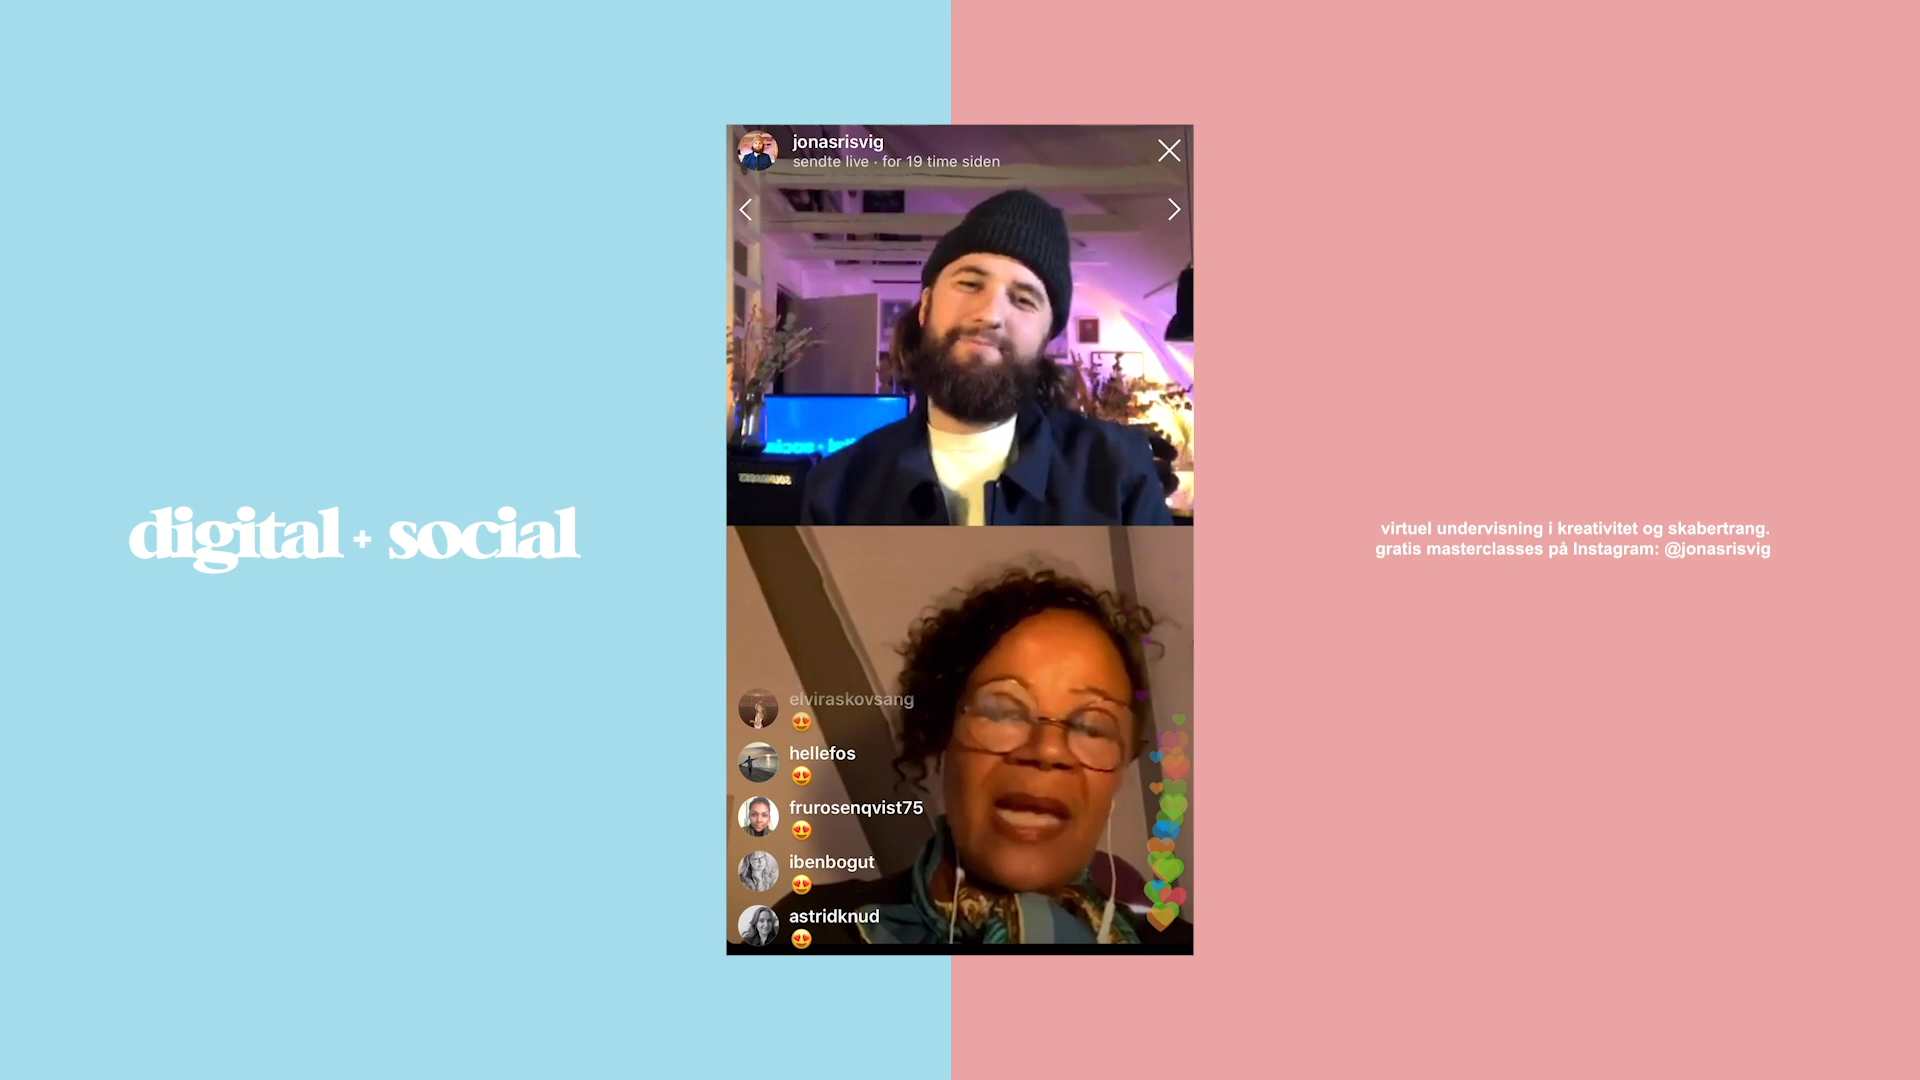 digital + social
jonasrisvig
sendte live · for 19 time siden
elviraskovsang
😍
hellefos
😍
frurosenqvist75
😍
ibenbogut
😍
astridknud
😍
virtuel undervisning i kreativitet og skabertrang.
gratis masterclasses på Instagram: @jonasrisvig